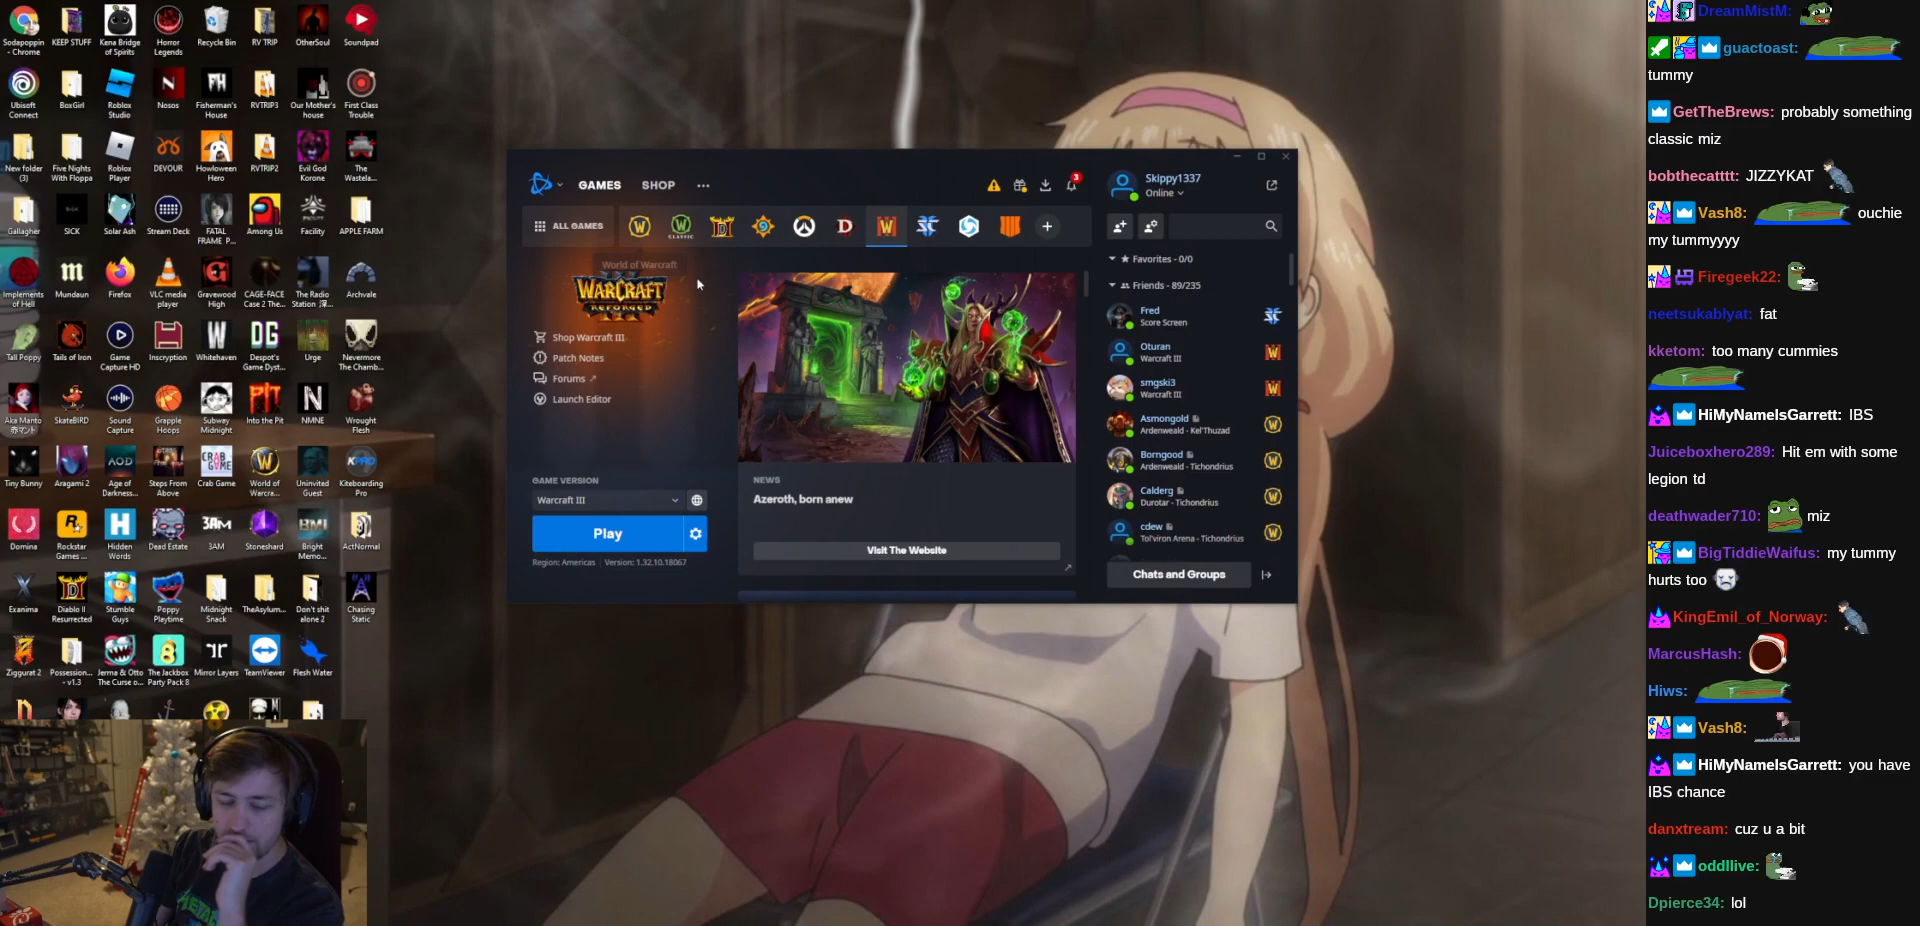 Sodapoppin - Chrome
KEEP STUFF
Kena Bridge of Spirits
Horror Legends
Recycle Bin
RV TRIP
OtherSoul
Soundpad
Ubisoft Connect
BoxGirl
Roblox Studio
Nosos
Fisherman's House
RVTRIP3
Our Mother's house
First Class Trouble
New folder (3)
Five Nights With Floppa
Roblox Player
DEVOUR
Howloween Hero
RVTRIP2
Evil God Korone
The Wastela...
Gallagher
SICK
Solar Ash
Stream Deck
FATAL FRAME P...
Among Us
Facility
APPLE FARM
Implements of Hell
Mundaun
Firefox
VLC media player
Gravewood High
CAGE-FACE Case 2 The...
The Radio Station
Archvale
Tall Poppy
Tails of Iron
Game Capture HD
Inscryption
Whitehaven
Despot's Game Dyst...
Urge
Nevermore The Chamb...
Aka Manto
SkateBIRD
Sound Capture
Grapple Hoops
Subway Midnight
Into the Pit
NMNE
Wrought Flesh
Tiny Bunny
Aragami 2
Age of Darkness...
Steps From Above
Crab Game
World of Warcra...
Uninvited Guest
Kiteboarding Pro
Domina
Rockstar Games ...
Hidden Words
Dead Estate
3AM
Stoneshard
Bright Memo...
ActNormal
Exanima
Diablo II Resurrected
Stumble Guys
Poppy Playtime
Midnight Snack
TheAsylum...
Don't shit alone 2
Chasing Static
Ziggurat 2
Possession... - v1.3
Jerma & Otto The Curse o...
The Jackbox Party Pack 8
Mirror Layers
TeamViewer
Flesh Water
GAMES SHOP ...
3
Skippy1337
Online
ALL GAMES
CLASSIC
World of Warcraft
WARCRAFT III
REFORGED
Shop Warcraft III
Patch Notes
Forums
Launch Editor
GAME VERSION
Warcraft III
Play
Region: Americas | Version: 1.32.10.18067
NEWS
Azeroth, born anew
Visit The Website
Favorites - 0/0
Friends - 89/235
Fred
Score Screen
Oturan
Warcraft III
smgski3
Warcraft III
Asmongold
Ardenweald - Kel'Thuzad
Borngood
Ardenweald - Tichondrius
Calderg
Durotar - Tichondrius
cdew
Tol'viron Arena - Tichondrius
Chats and Groups
DreamMistM:
guactoast:
tummy
GetTheBrews: probably something
classic miz
bobthecatttt: JIZZYKAT
Vash8: ouchie
my tummyyyy
Firegeek22:
neetsukablyat: fat
kketom: too many cummies
HiMyNameIsGarrett: IBS
Juiceboxhero289: Hit em with some
legion td
deathwader710: miz
BigTiddieWaifus: my tummy
hurts too
KingEmil_of_Norway:
MarcusHash:
Hiws:
Vash8:
HiMyNameIsGarrett: you have
IBS chance
danxtream: cuz u a bit
oddllive:
Dpierce34: lol